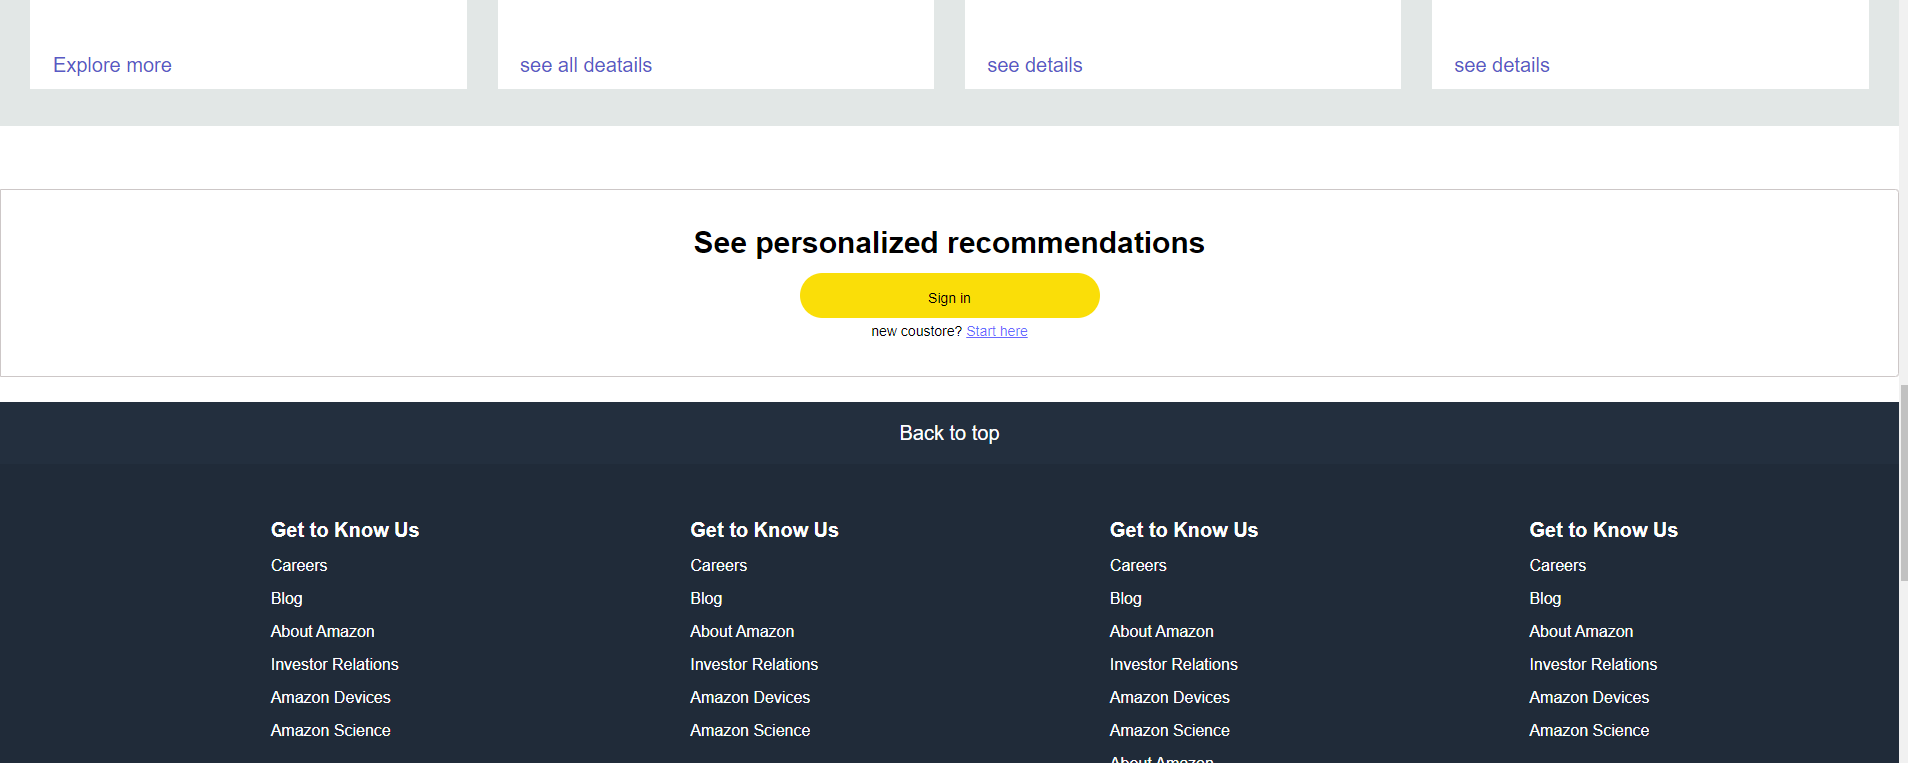 Explore more
see all deatails
see details
see details
See personalized recommendations
Sign in
new coustore? Start here
Back to top
Get to Know Us
Careers
Blog
About Amazon
Investor Relations
Amazon Devices
Amazon Science
Get to Know Us
Careers
Blog
About Amazon
Investor Relations
Amazon Devices
Amazon Science
Get to Know Us
Careers
Blog
About Amazon
Investor Relations
Amazon Devices
Amazon Science
About Amazon
Get to Know Us
Careers
Blog
About Amazon
Investor Relations
Amazon Devices
Amazon Science